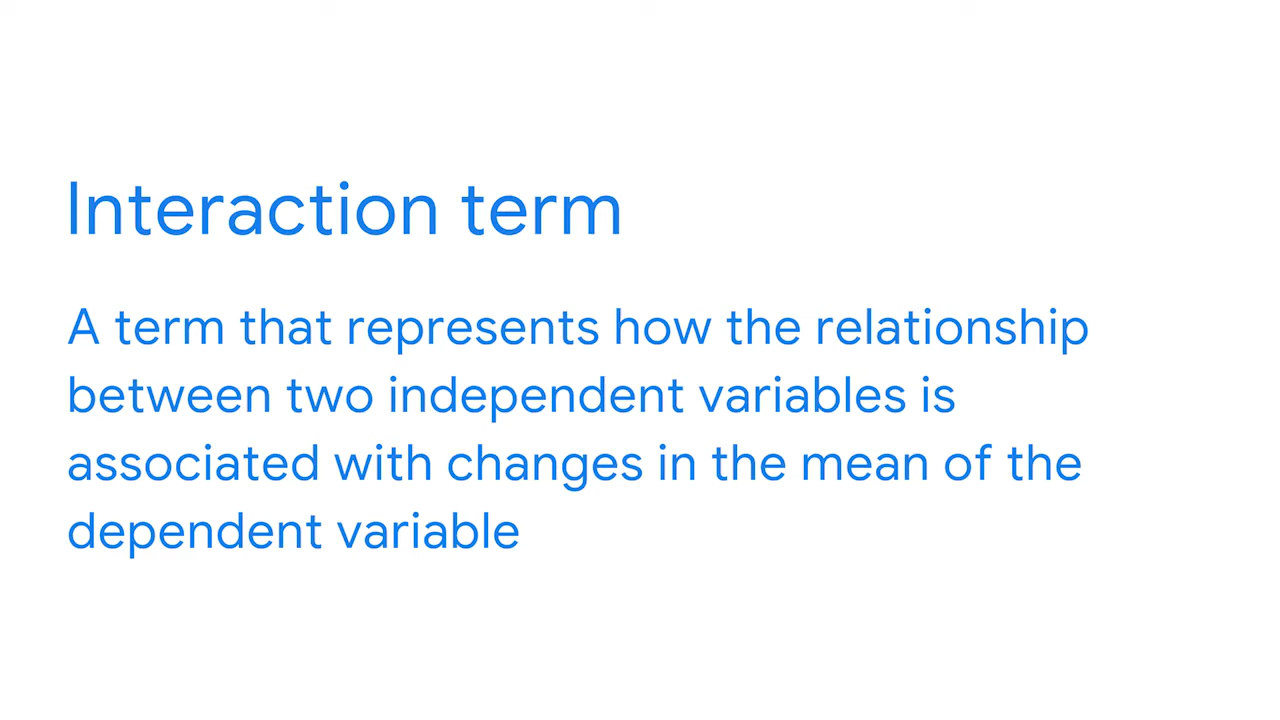 Interaction term
A term that represents how the relationship
between two independent variables is
associated with changes in the mean of the
dependent variable